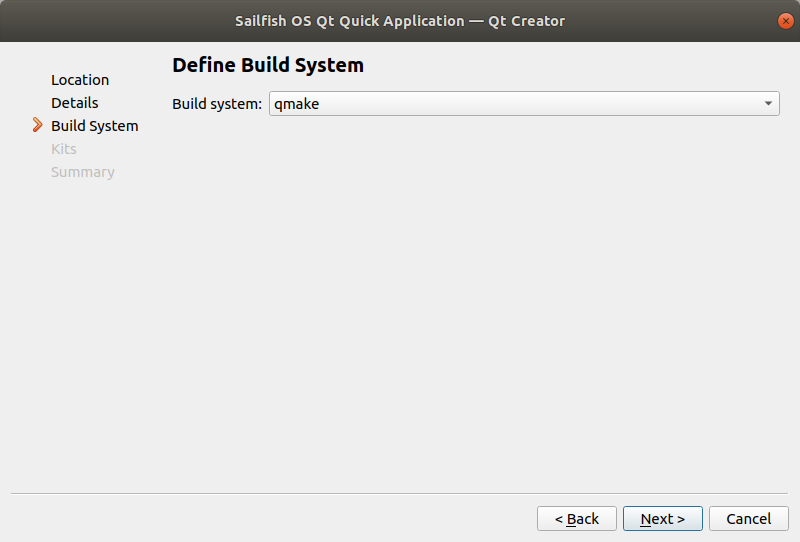 Sailfish OS Qt Quick Application — Qt Creator
Location
Details
Build System
Kits
Summary
Define Build System
Build system: qmake
< Back Next > Cancel